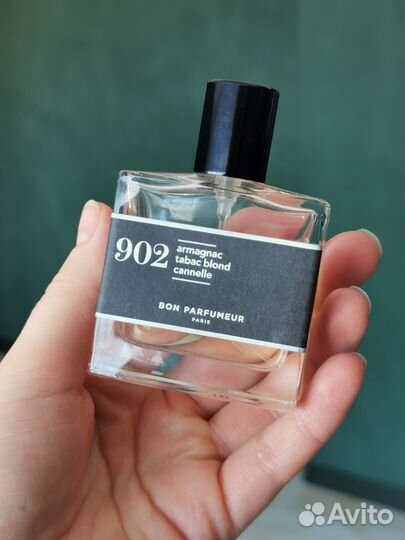 902
armagnac
tabac blond
cannelle
BON PARFUMEUR
PARIS
Avito